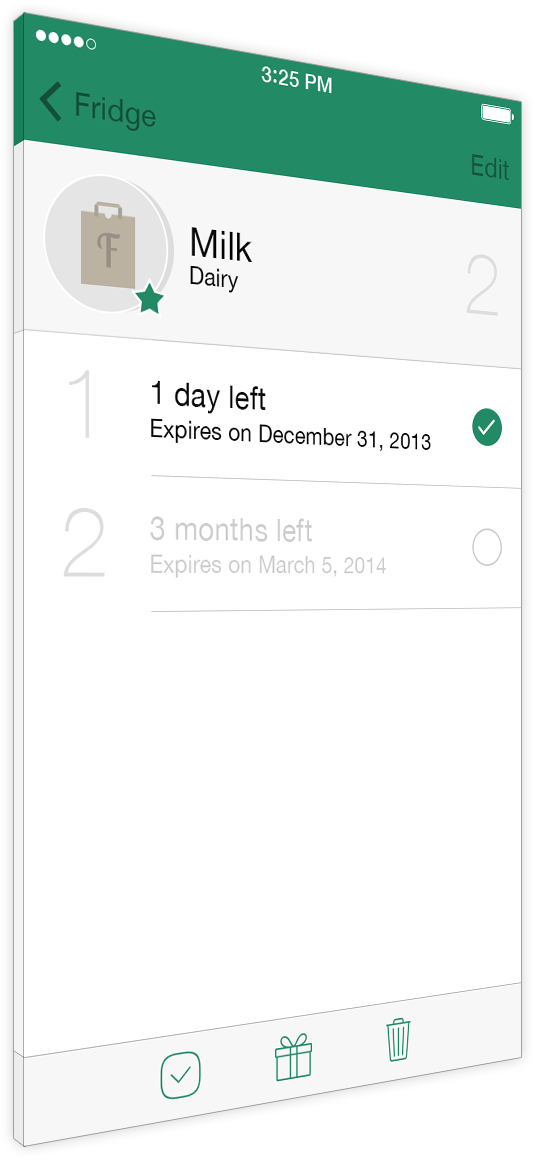 3:25 PM
Fridge
Edit
F
Milk
Dairy
2
1
1 day left
Expires on December 31, 2013
2
3 months left
Expires on March 5, 2014